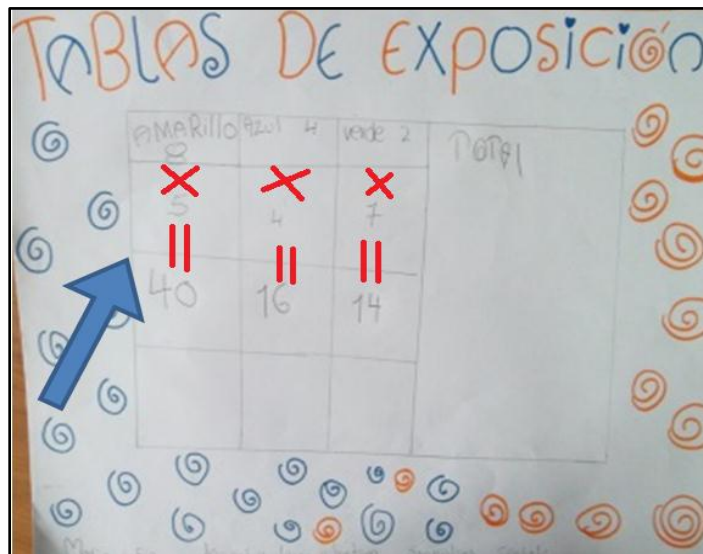 TABLAS DE EXPOSICIÓN
AMARillO Azul 4 verde 2 TOTAl
8
× × ×
5 4 7
= = =
40 16 14